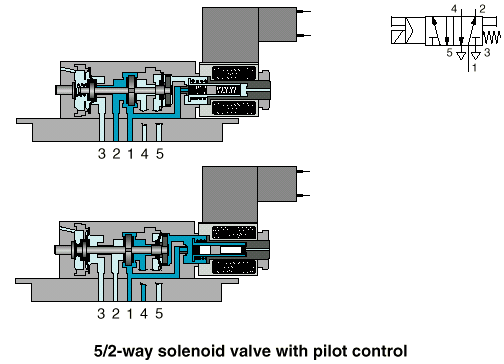 4 2
5 3
1
3 2 1 4 5
3 2 1 4 5
5/2-way solenoid valve with pilot control